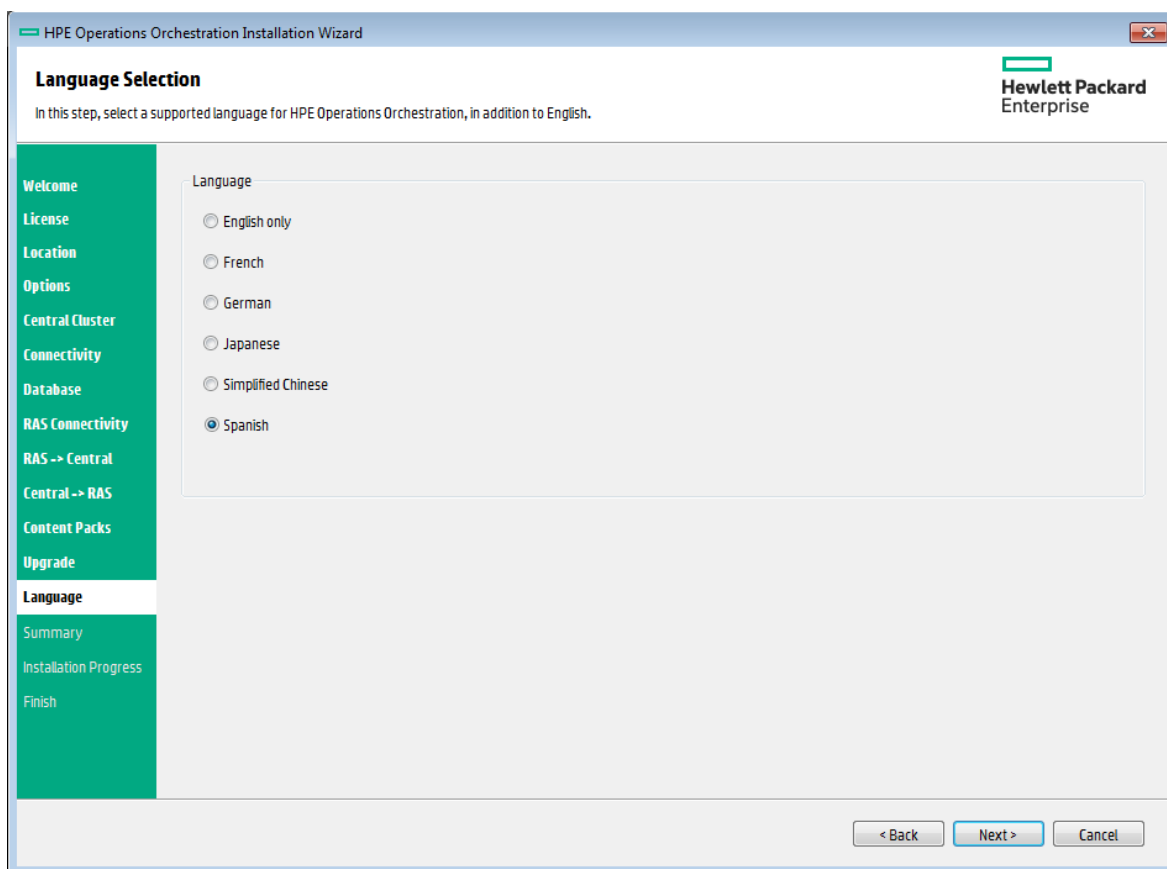 HPE Operations Orchestration Installation Wizard
Language Selection
In this step, select a supported language for HPE Operations Orchestration, in addition to English.
Hewlett Packard
Enterprise
Welcome
License
Location
Options
Central Cluster
Connectivity
Database
RAS Connectivity
RAS -> Central
Central -> RAS
Content Packs
Upgrade
Language
Summary
Installation Progress
Finish
Language
English only
French
German
Japanese
Simplified Chinese
Spanish
< Back
Next >
Cancel